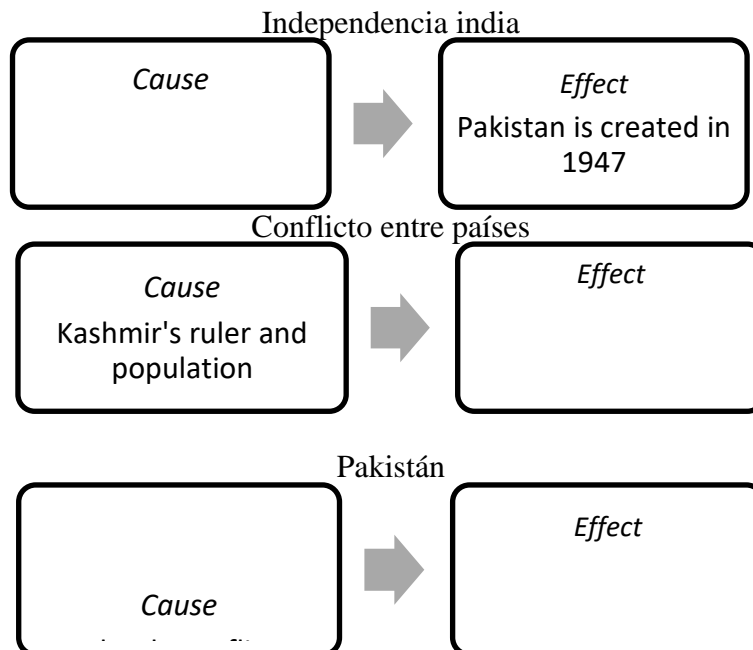 Independencia india
Cause
Effect
Pakistan is created in
1947
Conflicto entre países
Cause
Kashmir's ruler and
population
Effect
Pakistán
Cause
Effect